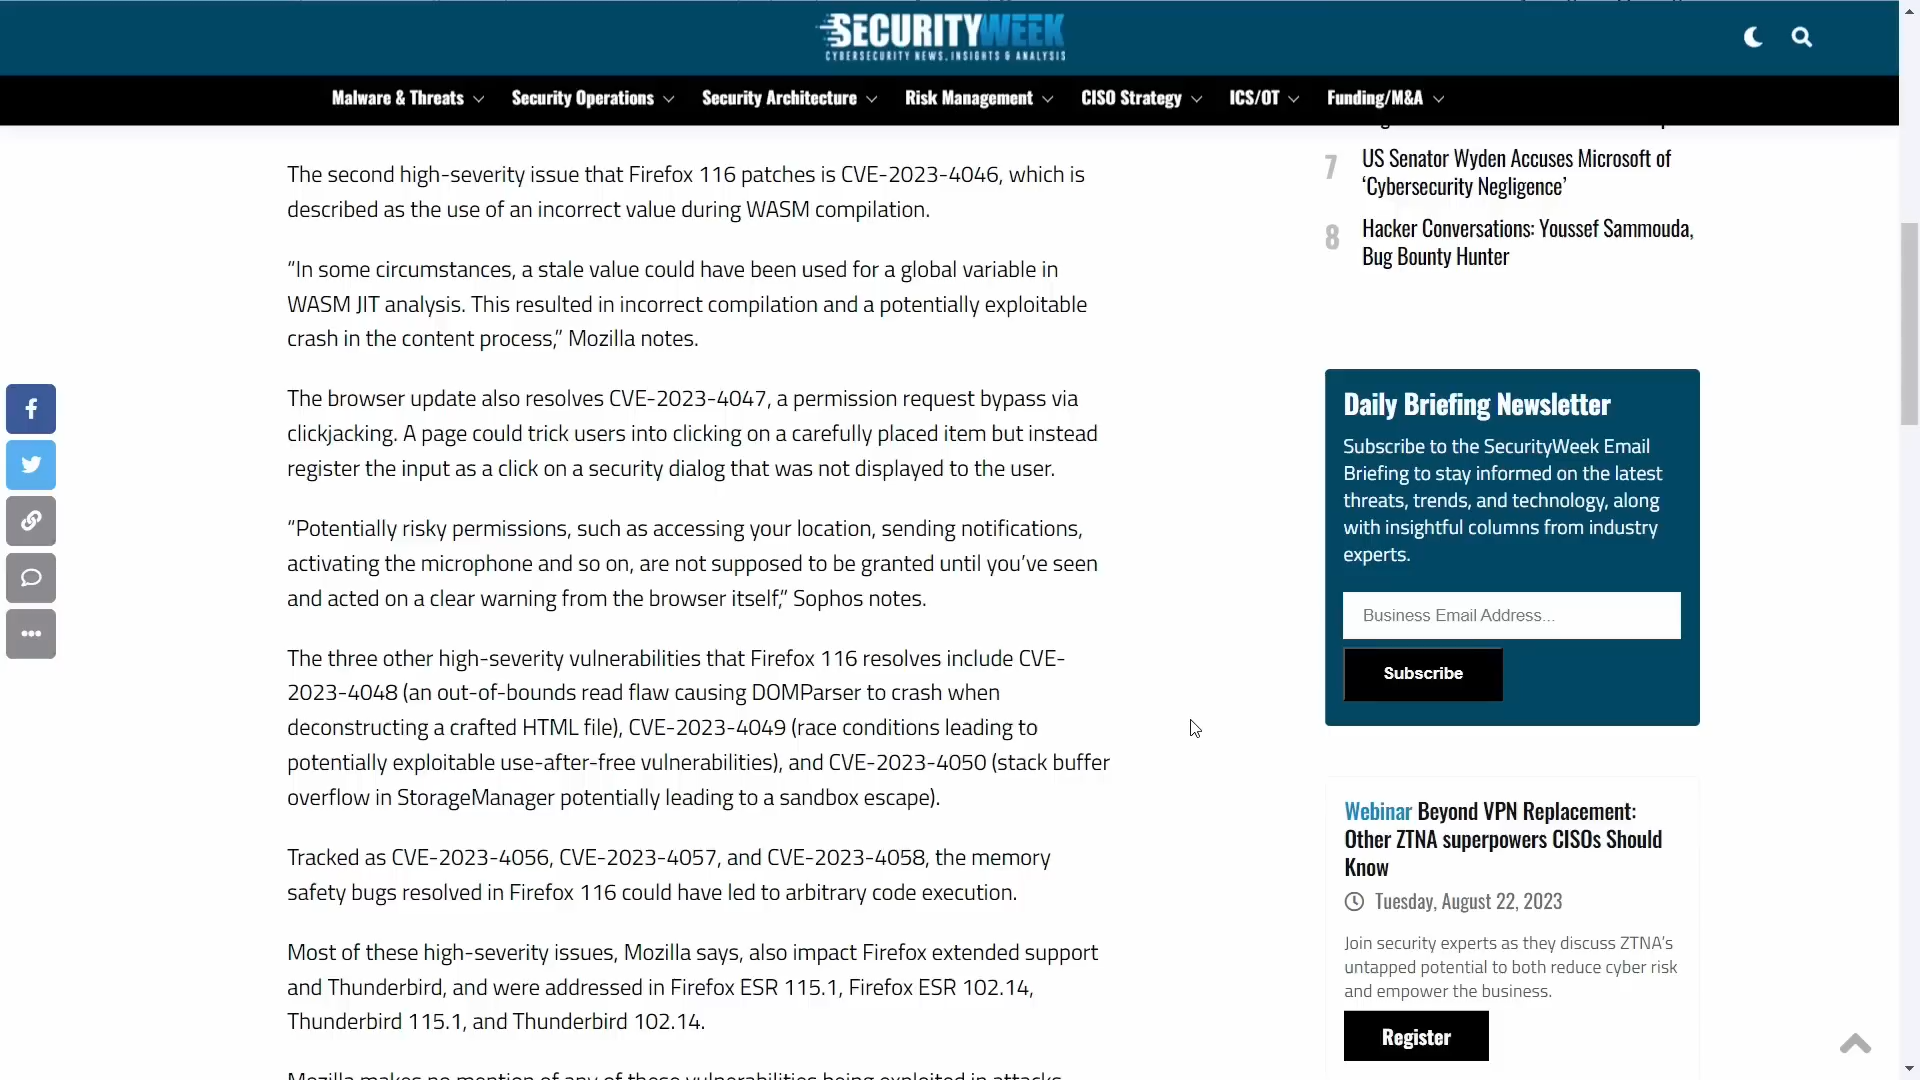 SECURITYWEEK
CYBERSECURITY NEWS, INSIGHTS & ANALYSIS
Malware & Threats
Security Operations
Security Architecture
Risk Management
CISO Strategy
ICS/OT
Funding/M&A
The second high-severity issue that Firefox 116 patches is CVE-2023-4046, which is
described as the use of an incorrect value during WASM compilation.
“In some circumstances, a stale value could have been used for a global variable in
WASM JIT analysis. This resulted in incorrect compilation and a potentially exploitable
crash in the content process,” Mozilla notes.
The browser update also resolves CVE-2023-4047, a permission request bypass via
clickjacking. A page could trick users into clicking on a carefully placed item but instead
register the input as a click on a security dialog that was not displayed to the user.
“Potentially risky permissions, such as accessing your location, sending notifications,
activating the microphone and so on, are not supposed to be granted until you’ve seen
and acted on a clear warning from the browser itself,” Sophos notes.
The three other high-severity vulnerabilities that Firefox 116 resolves include CVE-
2023-4048 (an out-of-bounds read flaw causing DOMParser to crash when
deconstructing a crafted HTML file), CVE-2023-4049 (race conditions leading to
potentially exploitable use-after-free vulnerabilities), and CVE-2023-4050 (stack buffer
overflow in StorageManager potentially leading to a sandbox escape).
Tracked as CVE-2023-4056, CVE-2023-4057, and CVE-2023-4058, the memory
safety bugs resolved in Firefox 116 could have led to arbitrary code execution.
Most of these high-severity issues, Mozilla says, also impact Firefox extended support
and Thunderbird, and were addressed in Firefox ESR 115.1, Firefox ESR 102.14,
Thunderbird 115.1, and Thunderbird 102.14.
Mozilla makes no mention of any of these vulnerabilities being exploited in attacks.
7
US Senator Wyden Accuses Microsoft of
‘Cybersecurity Negligence’
8
Hacker Conversations: Youssef Sammouda,
Bug Bounty Hunter
Daily Briefing Newsletter
Subscribe to the SecurityWeek Email
Briefing to stay informed on the latest
threats, trends, and technology, along
with insightful columns from industry
experts.
Business Email Address...
Subscribe
Webinar Beyond VPN Replacement:
Other ZTNA superpowers CISOs Should
Know
Tuesday, August 22, 2023
Join security experts as they discuss ZTNA’s
untapped potential to both reduce cyber risk
and empower the business.
Register